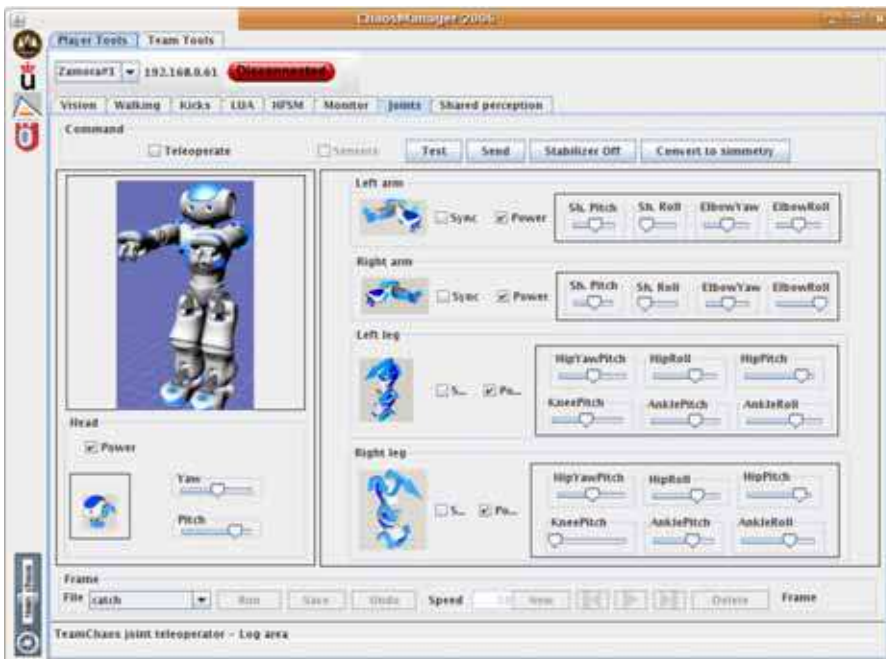 ChaosManager 2006
Player Tools Team Tools
Zamora#1 192.168.0.61 Disconnected
Vision Walking Kicks LUA HFSM Monitor Joints Shared perception
Command
Teleoperate Sensors Test Send Stabilizer Off Convert to simmetry
Left arm
Sync Power Sh. Pitch Sh. Roll ElbowYaw ElbowRoll
Right arm
Sync Power Sh. Pitch Sh. Roll ElbowYaw ElbowRoll
Left leg
S... Po... HipYawPitch HipRoll HipPitch
KneePitch AnklePitch AnkleRoll
Head
Power
Yaw
Pitch
Right leg
S... Po... HipYawPitch HipRoll HipPitch
KneePitch AnklePitch AnkleRoll
Frame
File catch Run Save Undo Speed New Delete Frame
TeamChaos joint teleoperator - Log area